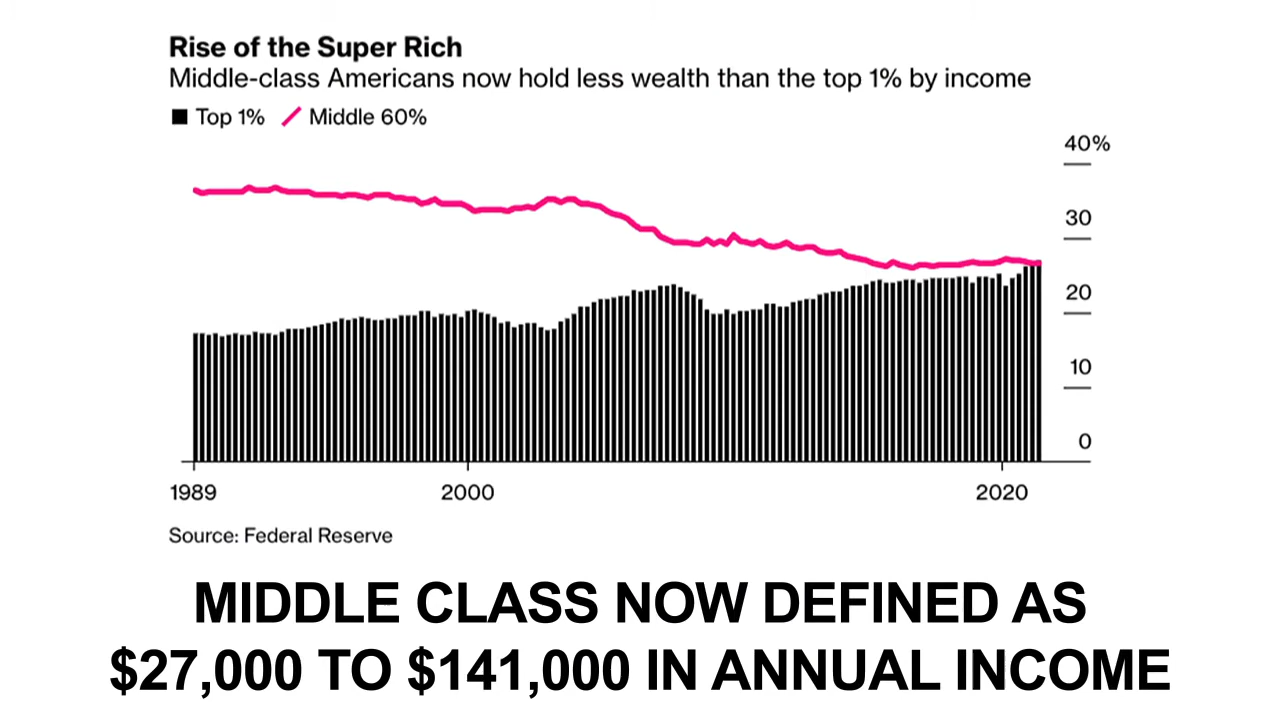 Rise of the Super Rich
Middle-class Americans now hold less wealth than the top 1% by income
Top 1% Middle 60%
40%
30
20
10
0
1989 2000 2020
Source: Federal Reserve
MIDDLE CLASS NOW DEFINED AS
$27,000 TO $141,000 IN ANNUAL INCOME